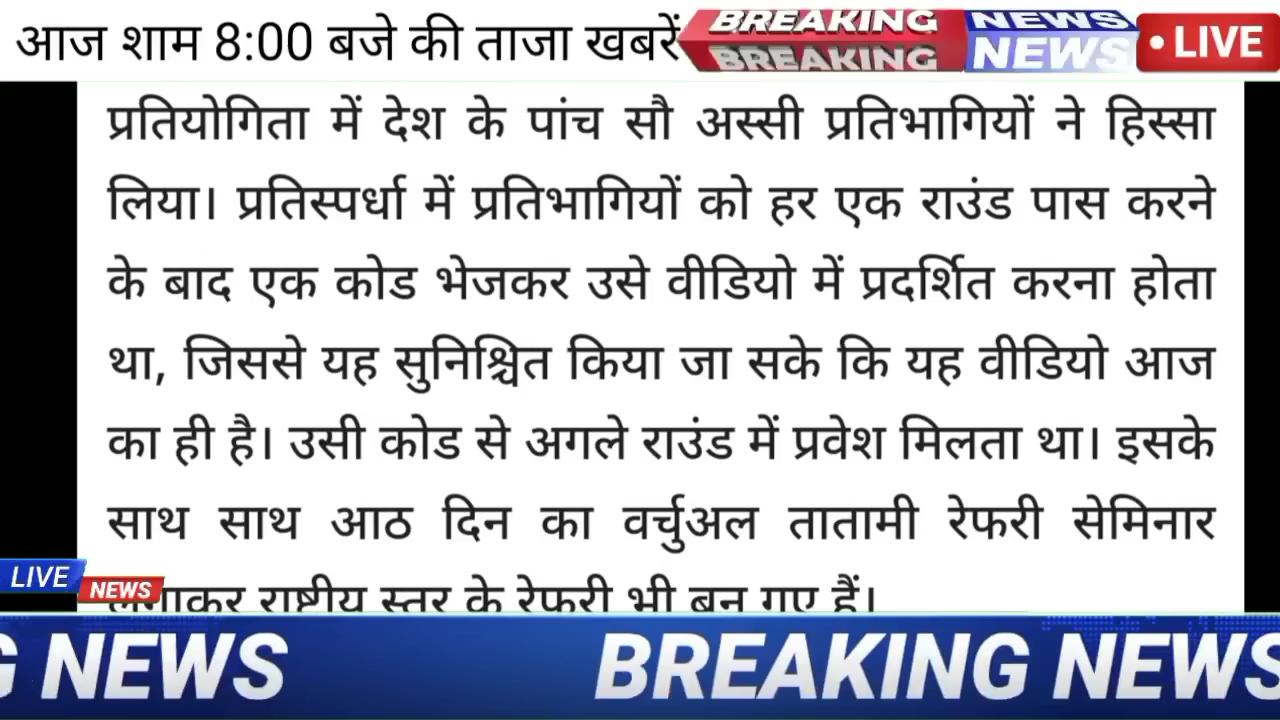 आज शाम 8:00 बजे की ताजा खबरें
BREAKING NEWS
BREAKING NEWS
• LIVE
प्रतियोगिता में देश के पांच सौ अस्सी प्रतिभागियों ने हिस्सा
लिया। प्रतिस्पर्धा में प्रतिभागियों को हर एक राउंड पास करने
के बाद एक कोड भेजकर उसे वीडियो में प्रदर्शित करना होता
था, जिससे यह सुनिश्चित किया जा सके कि यह वीडियो आज
का ही है। उसी कोड से अगले राउंड में प्रवेश मिलता था। इसके
साथ साथ आठ दिन का वर्चुअल तातामी रेफरी सेमिनार
राष्ट्रीय स्तर के रेफरी भी बन गए हैं।
LIVE
NEWS
G NEWS BREAKING NEWS